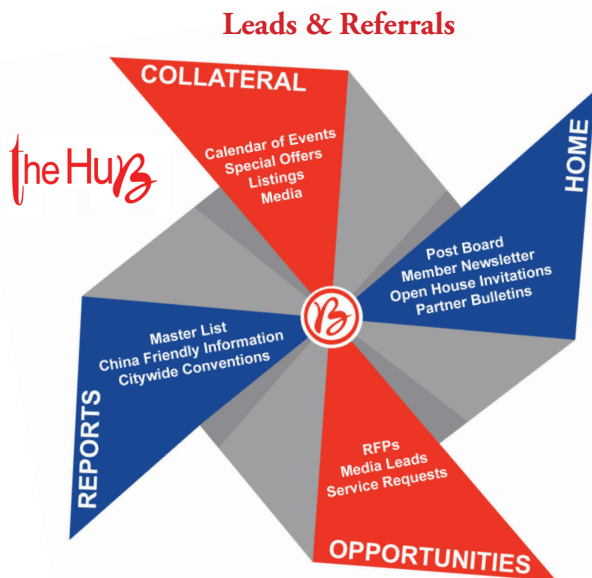 Leads & Referrals
COLLATERAL
Calendar of Events
Special Offers
Listings
Media
the HuB
HOME
Post Board
Member Newsletter
Open House Invitations
Partner Bulletins
B
Master List
China Friendly Information
Citywide Conventions
REPORTS
RFPs
Media Leads
Service Requests
OPPORTUNITIES